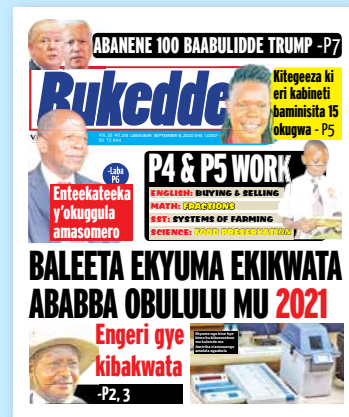 ABANENE 100 BAABULIDDE TRUMP -P7
Bukedde
Kitegeeza ki
eri kabineti
baminisita 15
okugwa - P5
-Laba
P6
Enteekateeka
y'okuggula
amasomero
P4 & P5 WORK
ENGLISH: BUYING & SELLING
MATH: FRACTIONS
SST: SYSTEMS OF FARMING
SCIENCE: FOOD PRESERVATION
BALEETA EKYUMA EKIKWATA
ABABBA OBULULU MU 2021
Engeri gye
kibakwata
-P2, 3